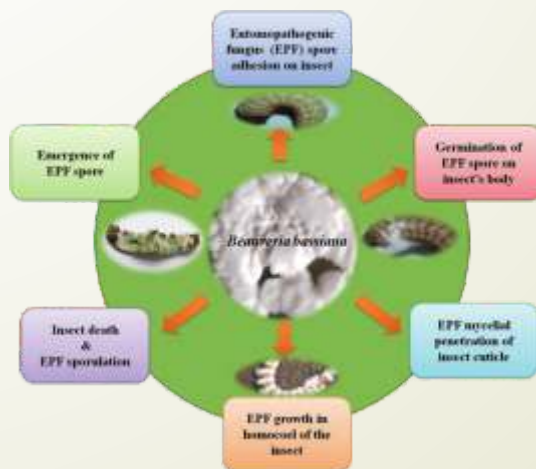 Entomopathogenic
fungus (EPF) spore
adhesion on insect
Germination of
EPF spore on
insect's body
EPF mycelial
penetration of
insect cuticle
EPF growth in
homocoel of the
insect
Insect death
&
EPF sporulation
Emergence of
EPF spore
Beauveria bassiana